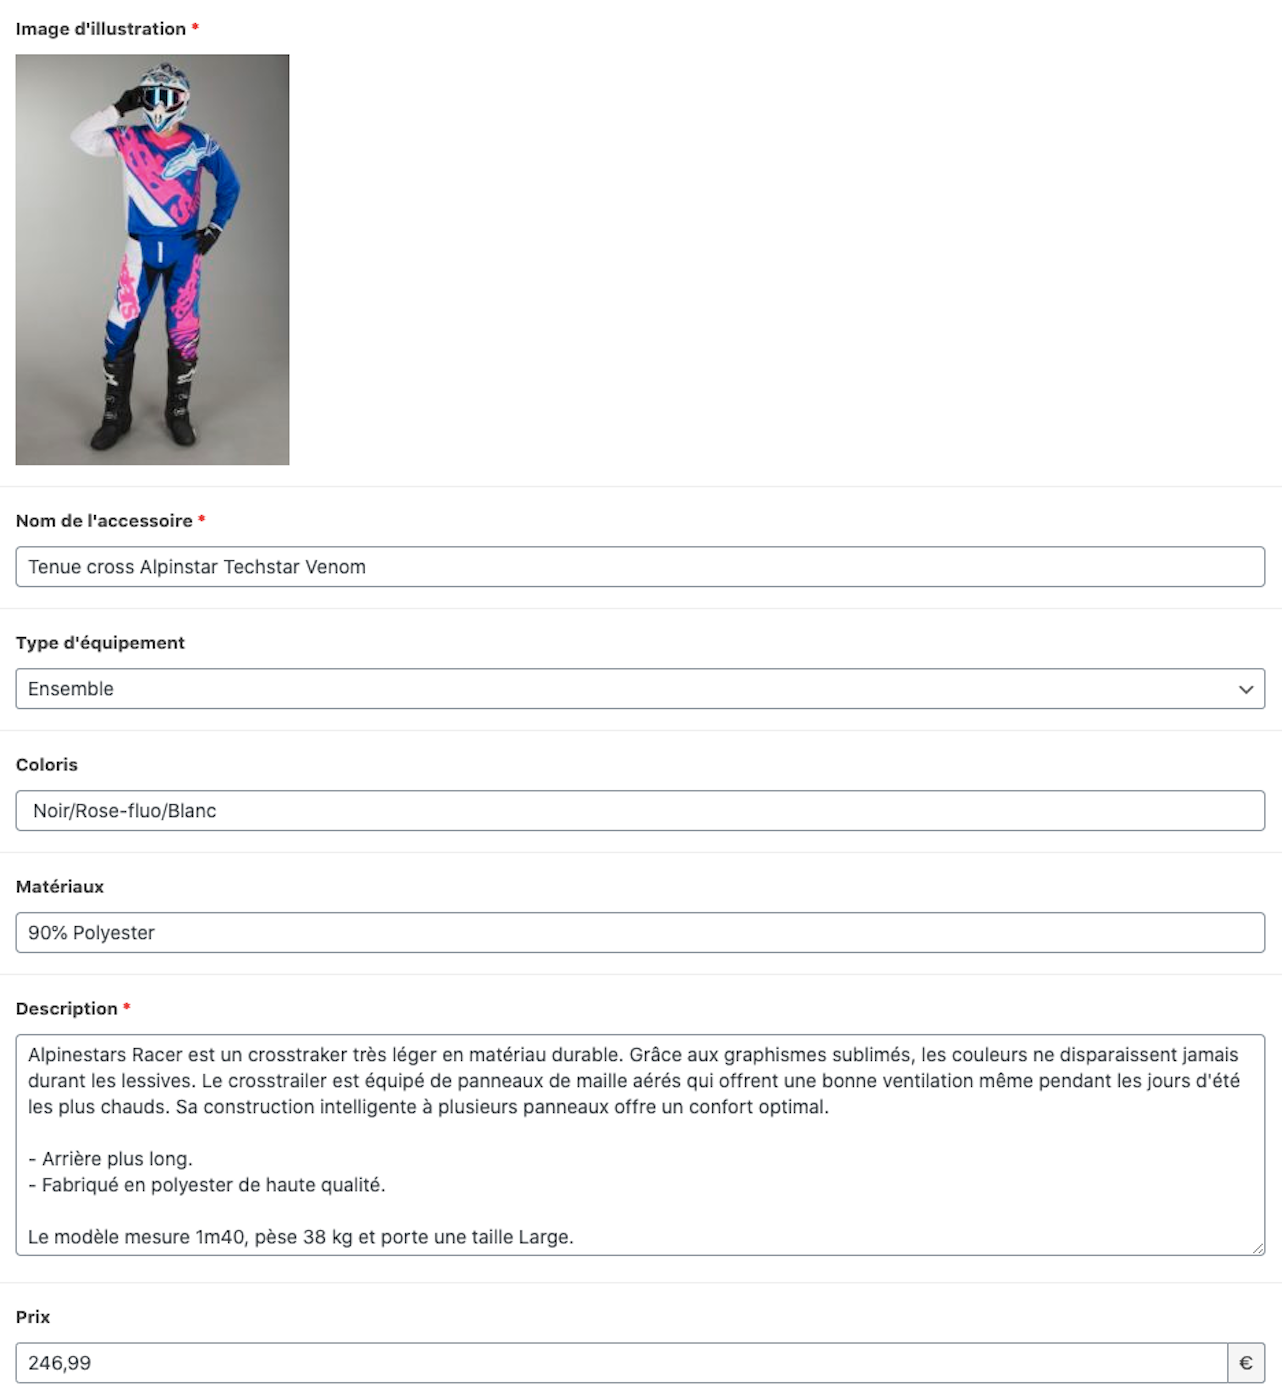 Image d'illustration *
Nom de l'accessoire *
Tenue cross Alpinstar Techstar Venom
Type d'équipement
Ensemble
Coloris
Noir/Rose-fluo/Blanc
Matériaux
90% Polyester
Description *
Alpinestars Racer est un crosstraker très léger en matériau durable. Grâce aux graphismes sublimés, les couleurs ne disparaissent jamais
durant les lessives. Le crosstrailer est équipé de panneaux de maille aérés qui offrent une bonne ventilation même pendant les jours d'été
les plus chauds. Sa construction intelligente à plusieurs panneaux offre un confort optimal.
- Arrière plus long.
- Fabriqué en polyester de haute qualité.
Le modèle mesure 1m40, pèse 38 kg et porte une taille Large.
Prix
246,99 €